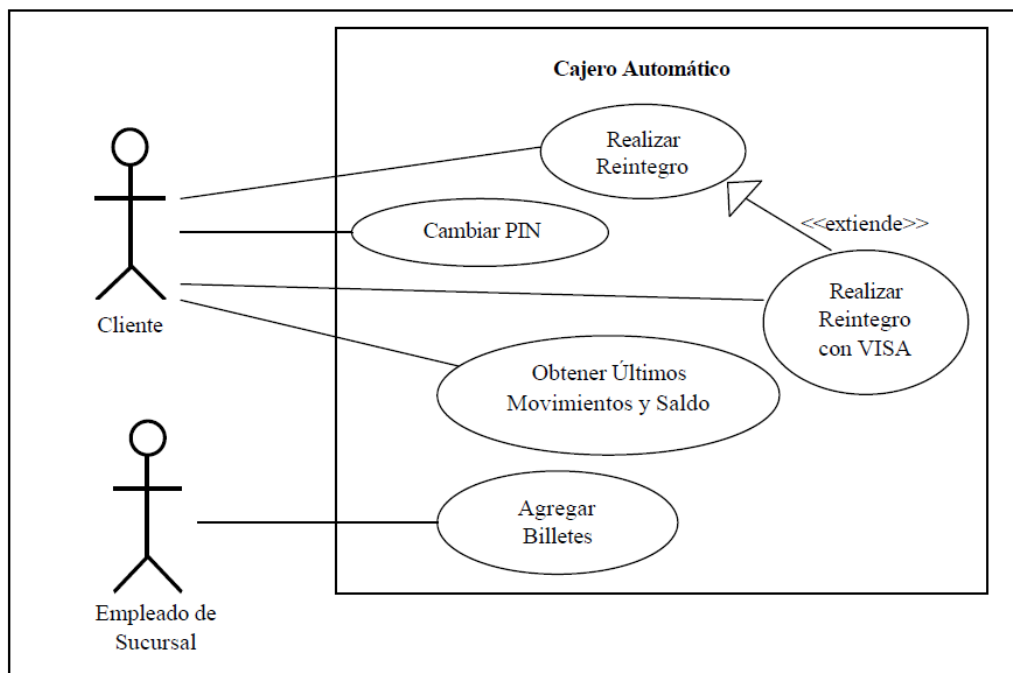 Cajero Automático
Realizar
Reintegro
Cambiar PIN
<<extiende>>
Realizar
Reintegro
con VISA
Cliente
Obtener Últimos
Movimientos y Saldo
Agregar
Billetes
Empleado de
Sucursal